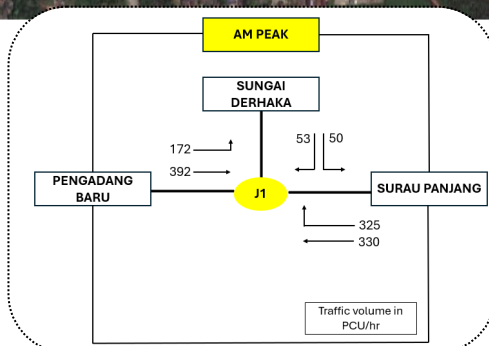 AM PEAK
SUNGAI
DERHAKA
172
53 50
392
PENGADANG
BARU
J1
SURAU PANJANG
325
330
Traffic volume in
PCU/hr